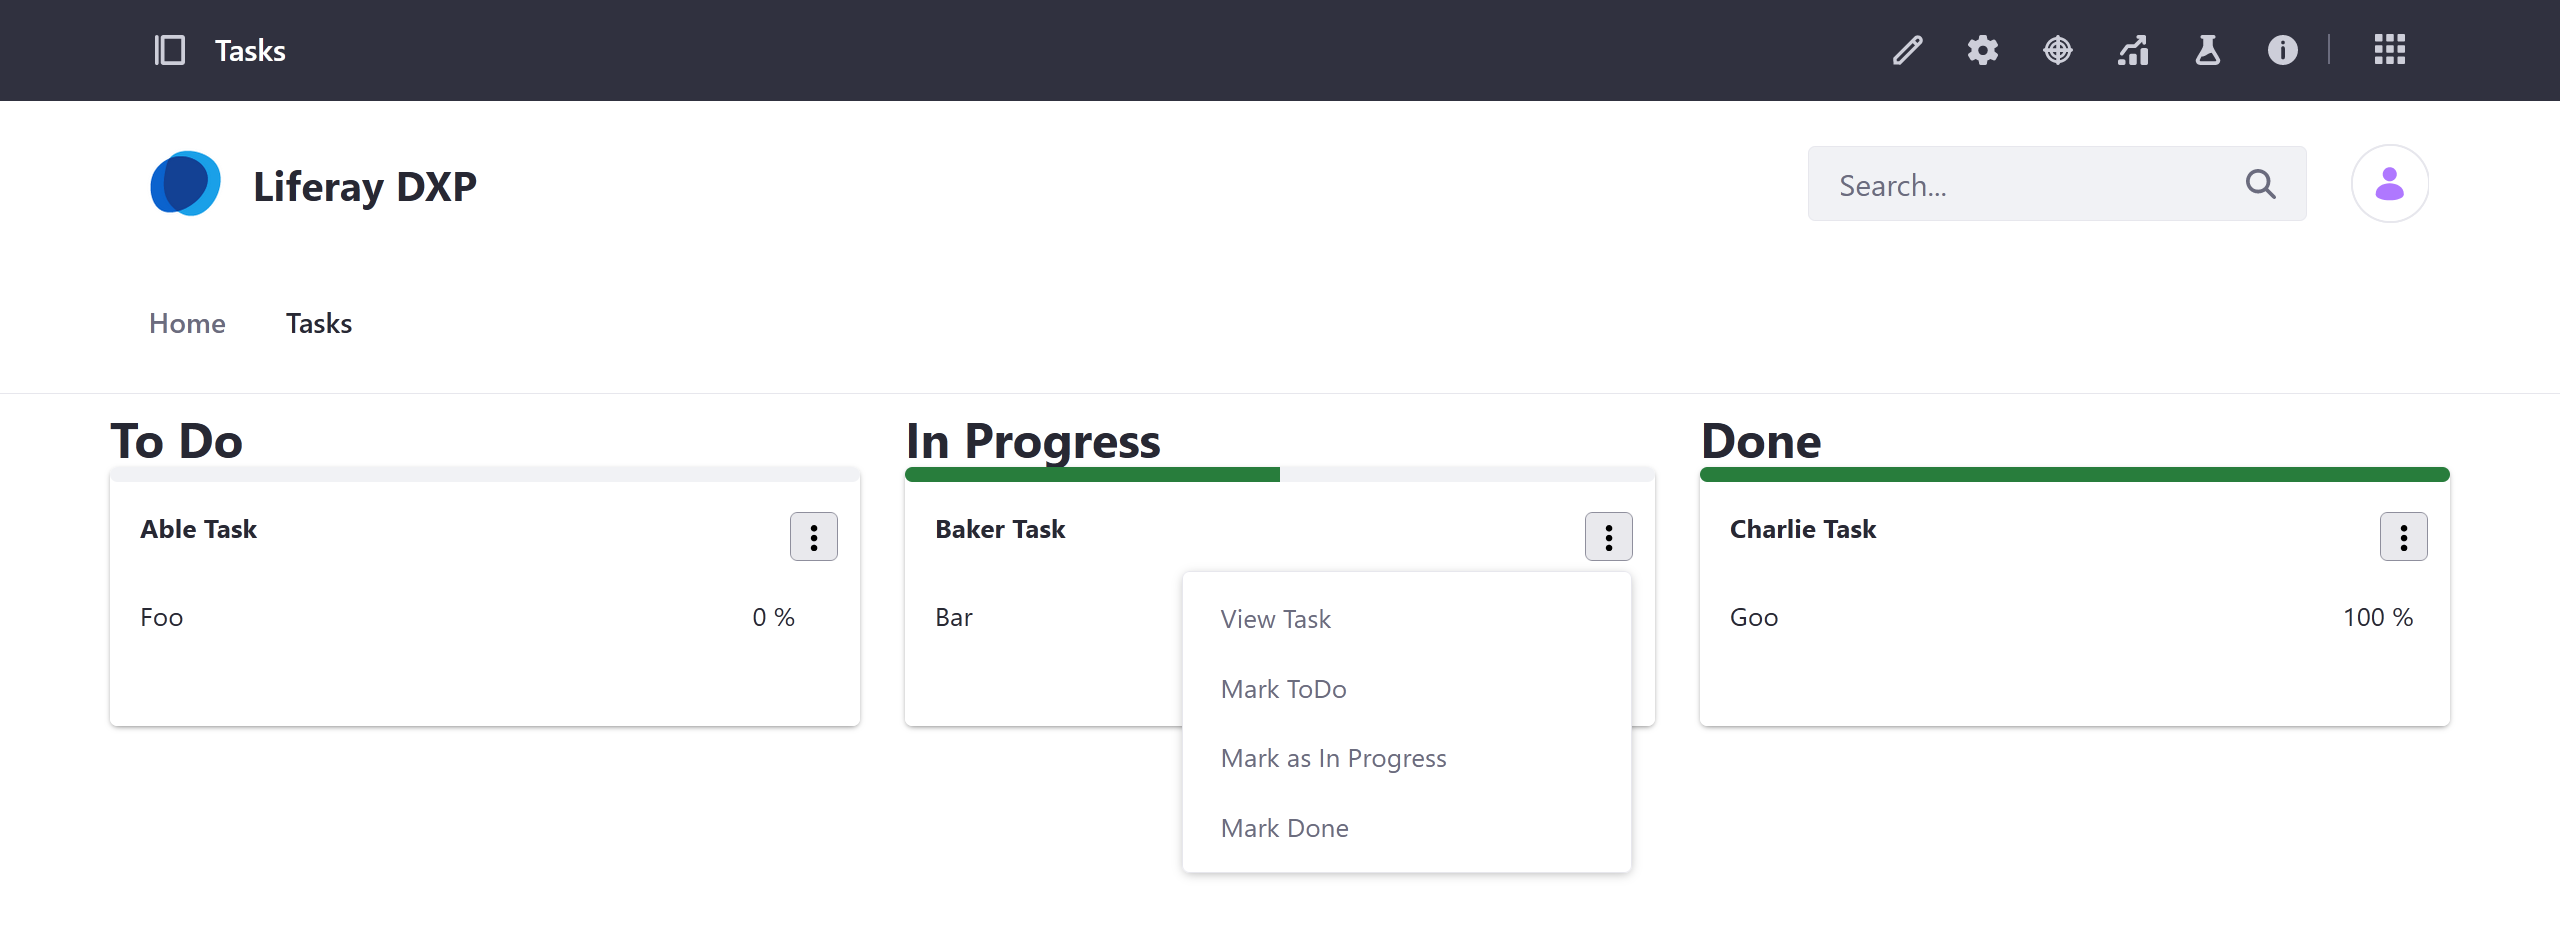 Tasks
Liferay DXP
Search...
Home
Tasks
To Do
Able Task
Foo
0 %
In Progress
Baker Task
Bar
View Task
Mark ToDo
Mark as In Progress
Mark Done
Done
Charlie Task
Goo
100 %